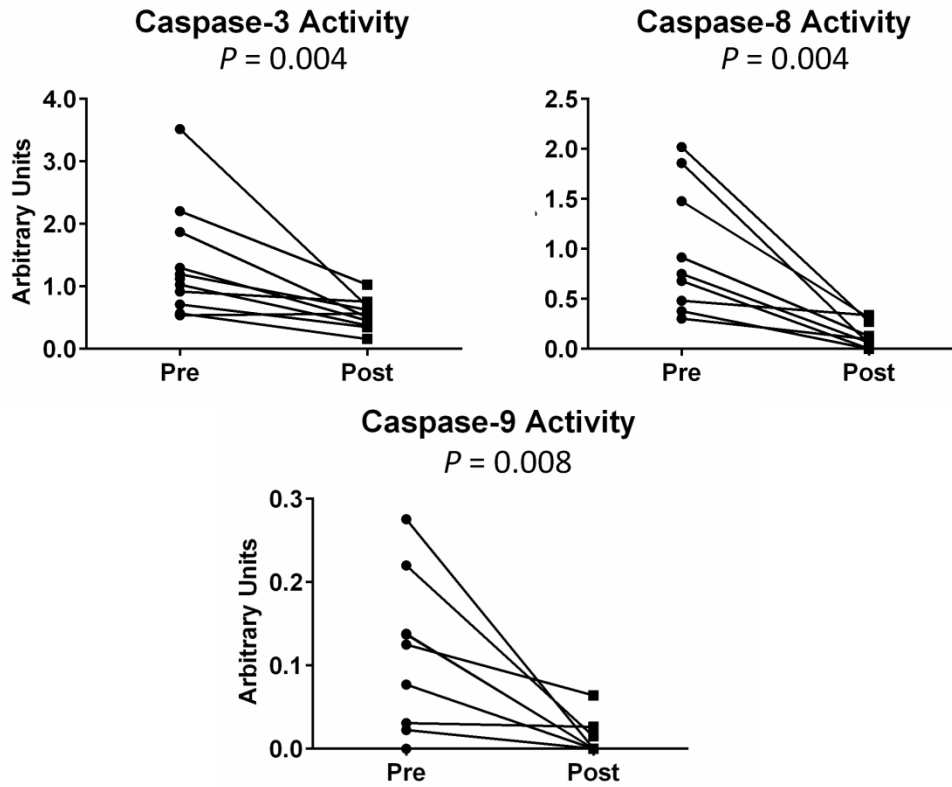 Caspase-3 Activity
P = 0.004
4.0
3.0
2.0
1.0
0.0
Arbitrary Units
Pre
Post
Caspase-8 Activity
P = 0.004
2.5
2.0
1.5
1.0
0.5
0.0
Pre
Post
Caspase-9 Activity
P = 0.008
0.3
0.2
0.1
0.0
Arbitrary Units
Pre
Post